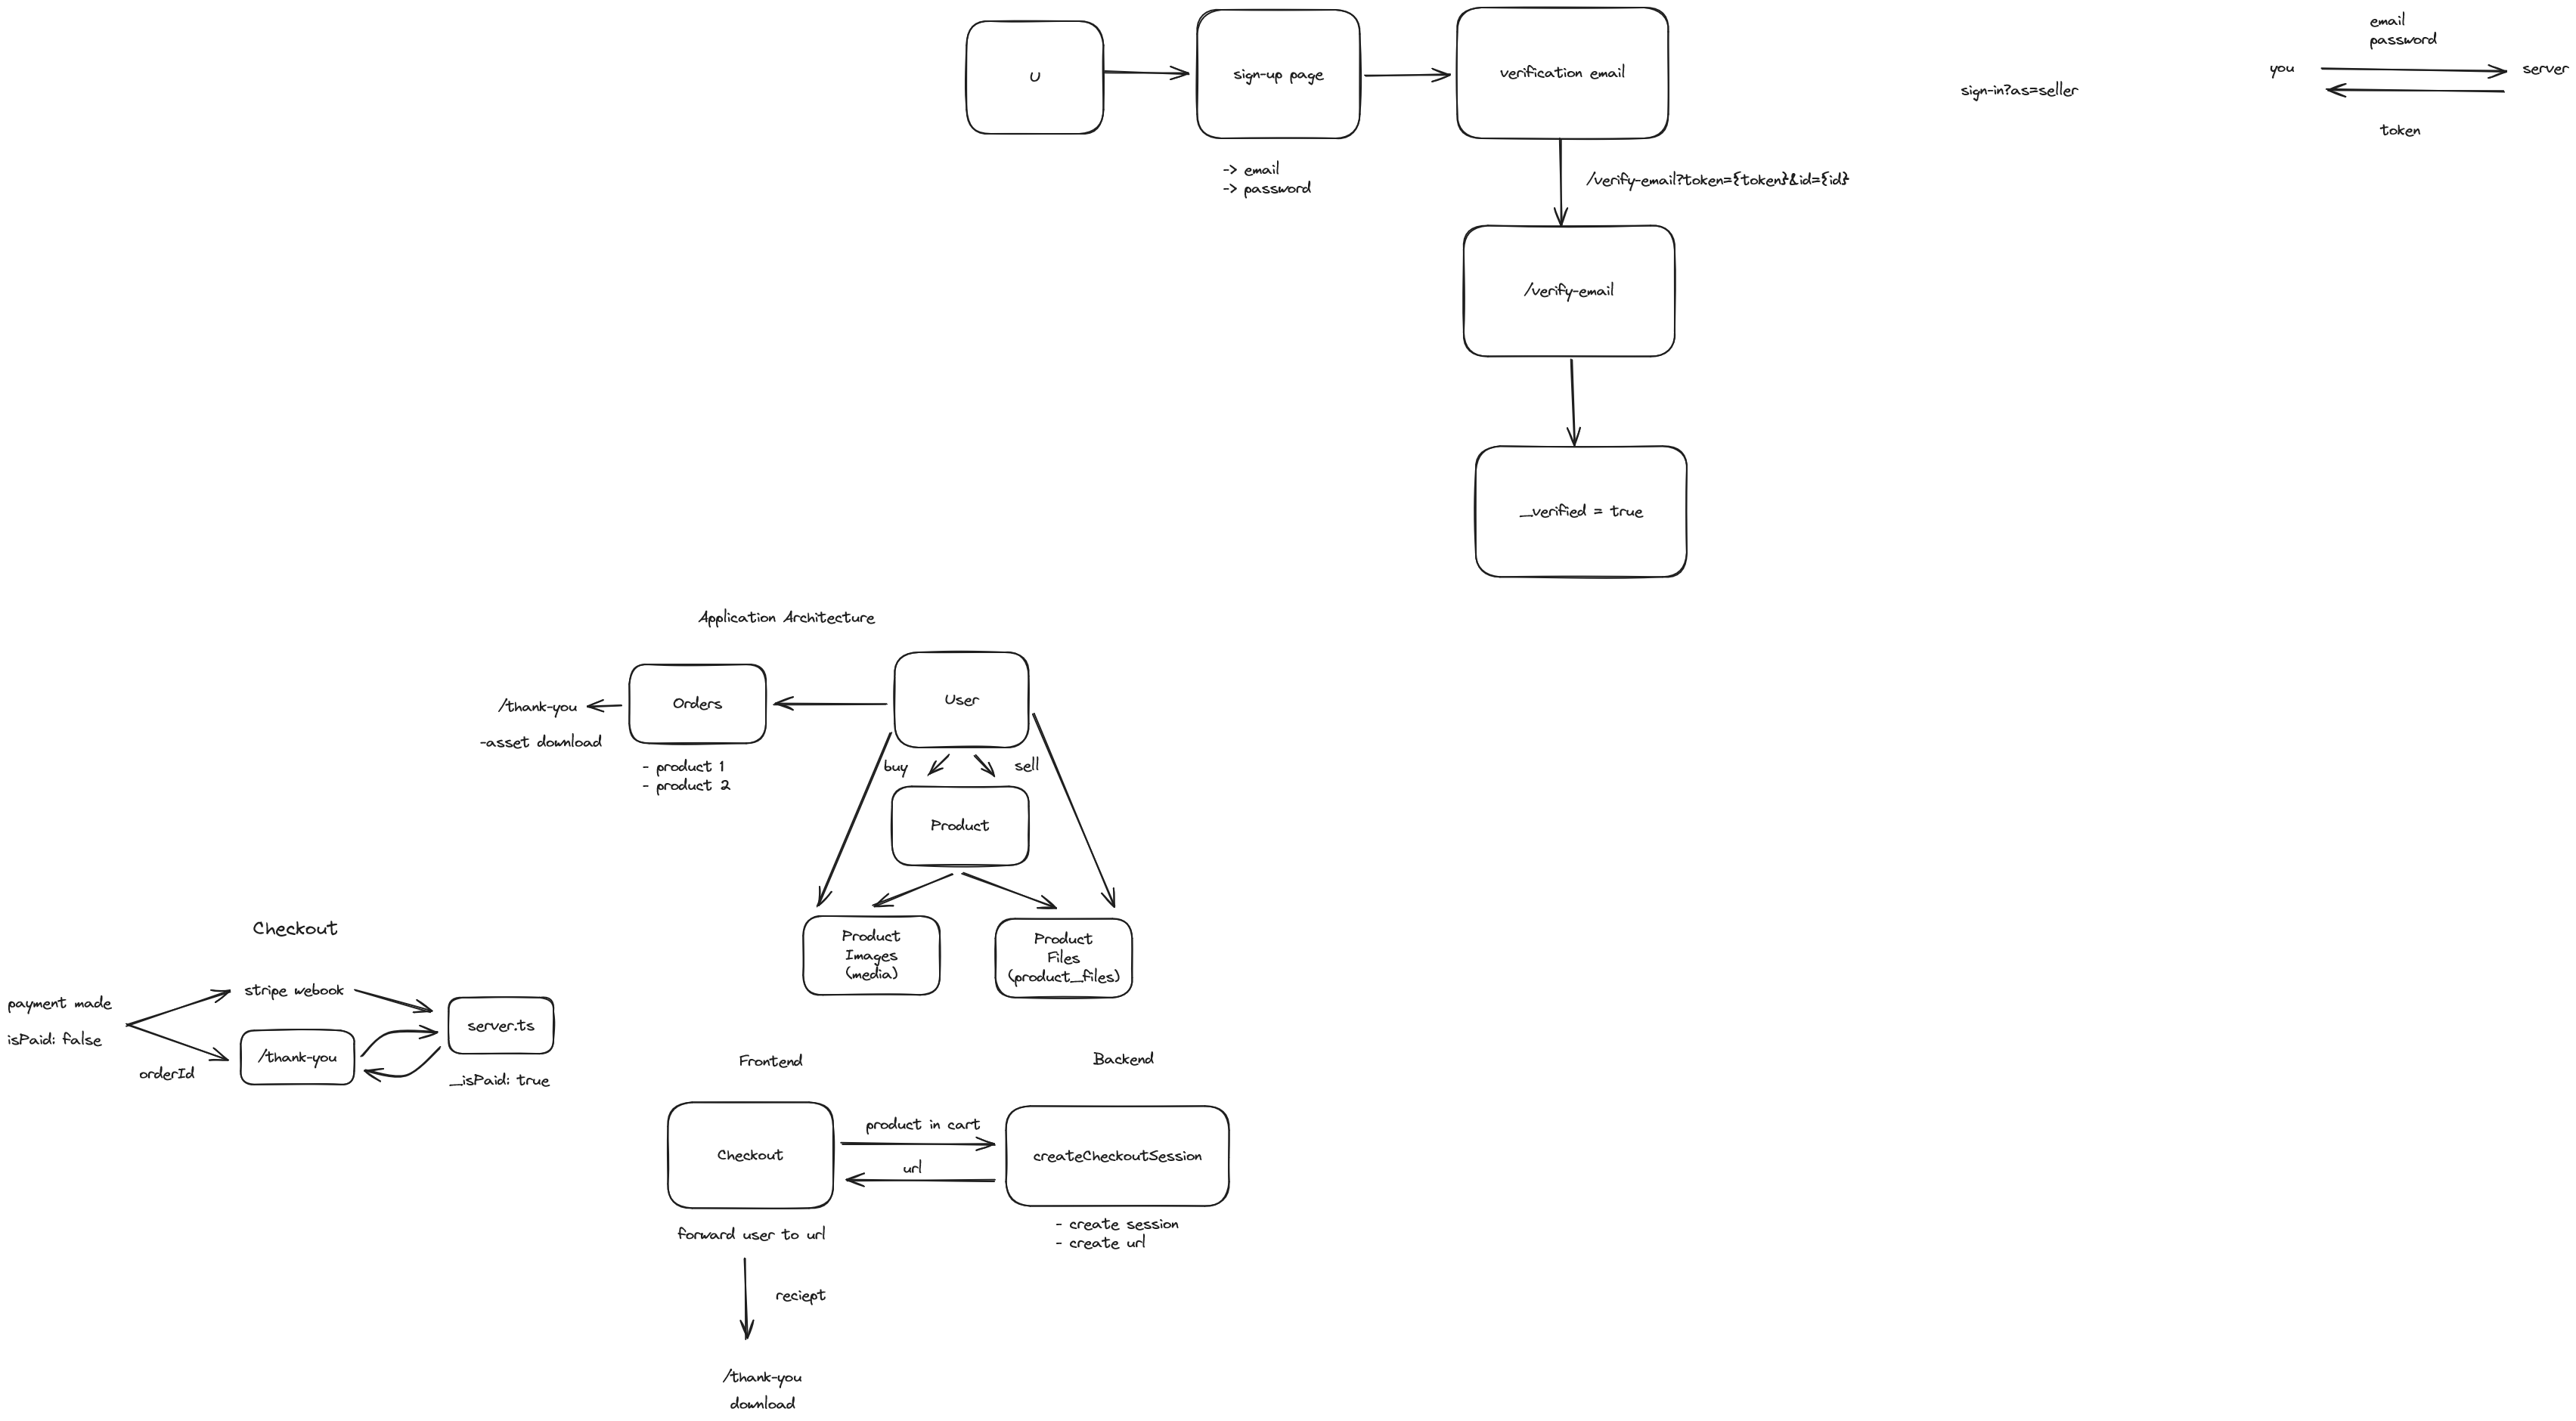 U
sign-up page
-> email
-> password
verification email
/verify-email?token={token}&id={id}
/verify-email
_verified = true
sign-in?as=seller
email
password
you
server
token
Application Architecture
User
Orders
- product 1
- product 2
/thank-you
-asset download
buy
sell
Product
Product
Images
(media)
Product
Files
(product_files)
Checkout
payment made
isPaid: false
stripe webook
orderId
/thank-you
server.ts
_isPaid: true
Frontend
Backend
Checkout
product in cart
url
createCheckoutSession
- create session
- create url
forward user to url
reciept
/thank-you
download